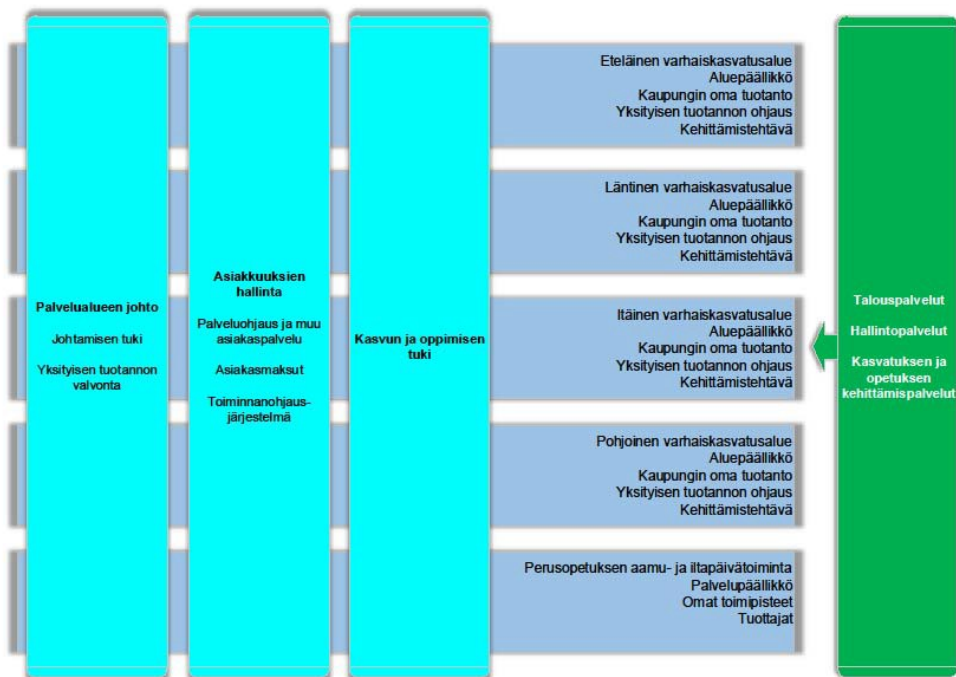 Palvelualueen johto
Johtamisen tuki
Yksityisen tuotannon
valvonta
Asiakkuuksien
hallinta
Palveluohjaus ja muu
asiakaspalvelu
Asiakasmaksut
Toiminnanohjaus-
järjestelmä
Kasvun ja oppimisen
tuki
Eteläinen varhaiskasvatusalue
Aluepäällikkö
Kaupungin oma tuotanto
Yksityisen tuotannon ohjaus
Kehittämistehtävä
Läntinen varhaiskasvatusalue
Aluepäällikkö
Kaupungin oma tuotanto
Yksityisen tuotannon ohjaus
Kehittämistehtävä
Itäinen varhaiskasvatusalue
Aluepäällikkö
Kaupungin oma tuotanto
Yksityisen tuotannon ohjaus
Kehittämistehtävä
Pohjoinen varhaiskasvatusalue
Aluepäällikkö
Kaupungin oma tuotanto
Yksityisen tuotannon ohjaus
Kehittämistehtävä
Perusopetuksen aamu- ja iltapäivätoiminta
Palvelupäällikkö
Omat toimipisteet
Tuottajat
Talouspalvelut
Hallintopalvelut
Kasvatuksen ja
opetuksen
kehittämispalvelut